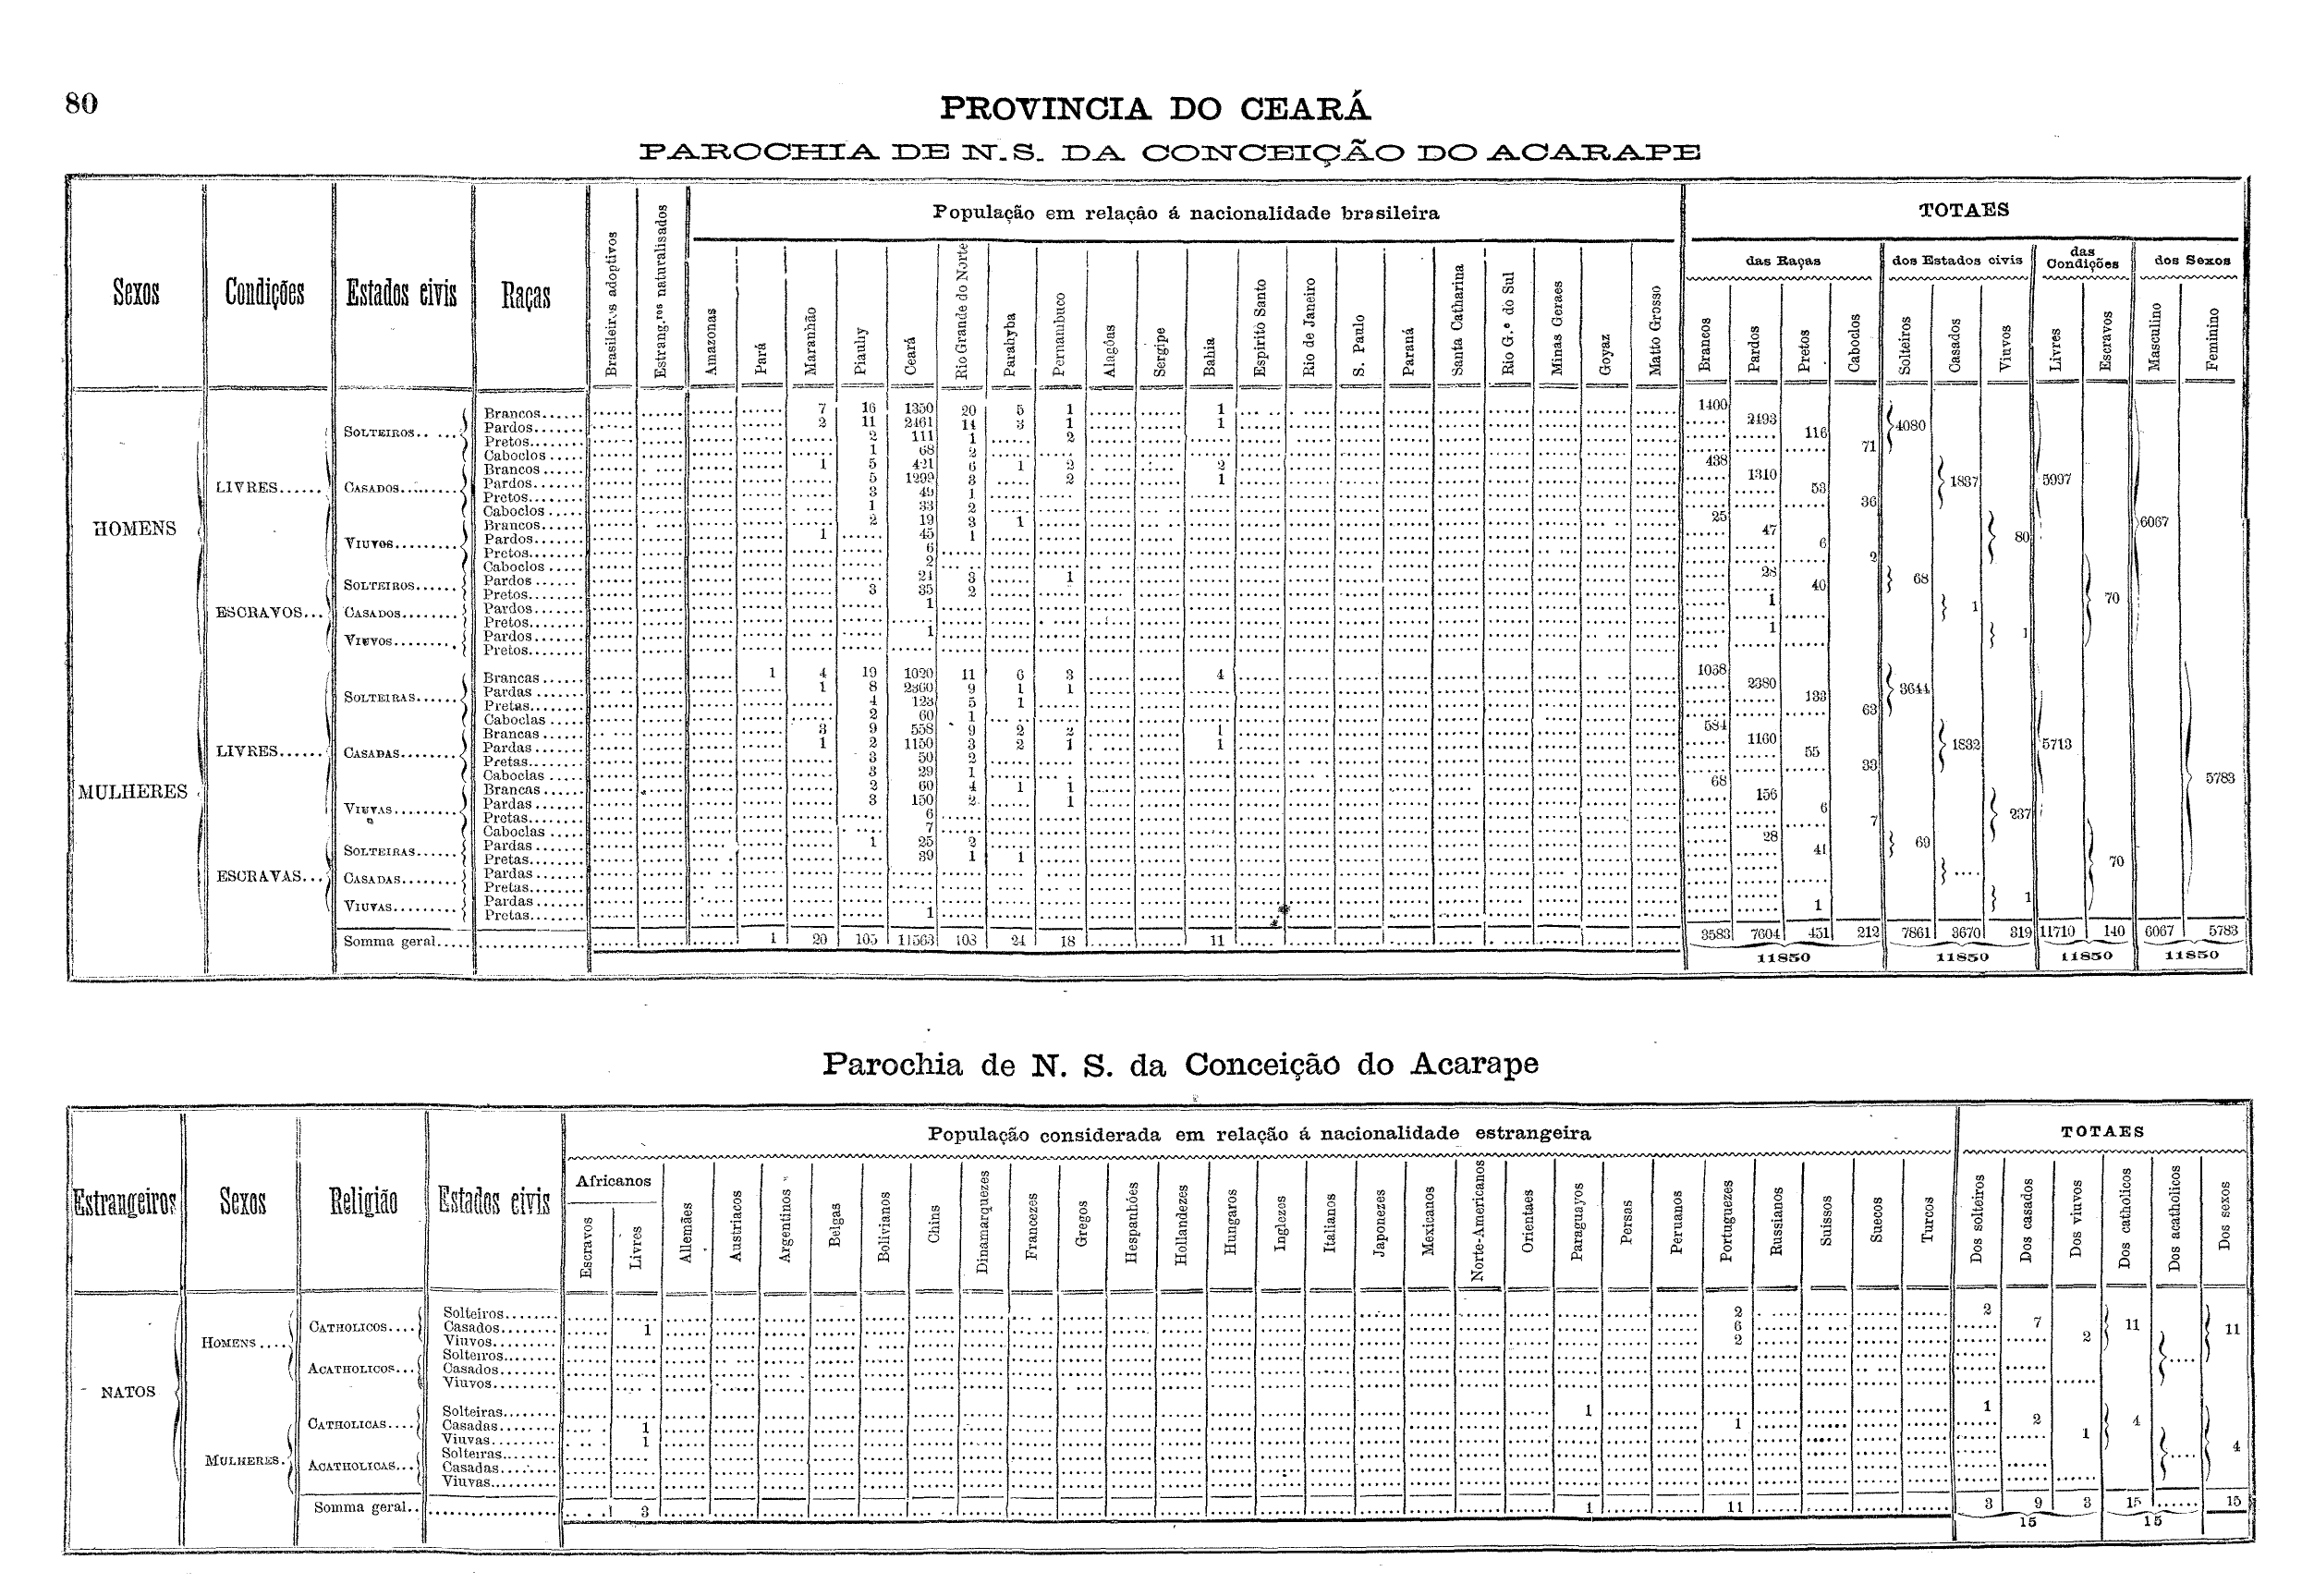 80
PROVINCIA DO CEARÁ
PAROCHIA DE N.S. DA CONCEIÇÃO DO ACARAPE
Sexos Condições Estados civis Raças Brasileiros adoptivos Estrang.ros naturalisados População em relação á nacionalidade brasileira TOTAES
das Raças dos Estados civis das Condições dos Sexos
Amazonas Pará Maranhão Piauhy Ceará Rio Grande do Norte Parahyba Pernambuco Alagôas Sergipe Bahia Espirito Santo Rio de Janeiro S. Paulo Paraná Santa Catharina Rio G.e do Sul Minas Geraes Goyaz Matto Grosso Brancos Pardos Pretos Caboclos Solteiros Casados Viuvos Livres Escravos Masculino Feminino
HOMENS LIVRES...... SOLTEIROS...... Brancos...... 7 16 1350 20 5 1 1 1400 4080 5997 6067
Pardos....... 2 11 2461 14 3 1 1 2493
Pretos........ 2 111 1 2 116
Caboclos..... 1 68 2 71
CASADOS........ Brancos...... 1 5 421 6 1 2 2 438 1837
Pardos....... 5 1299 3 2 1 1310
Pretos........ 3 49 1 53
Caboclos..... 1 33 2 36
VIUVOS......... Brancos...... 2 19 3 1 25 80
Pardos....... 1 45 1 47
Pretos........ 6 6
Caboclos..... 2 2
ESCRAVOS... SOLTEIROS...... Pardos....... 24 3 1 28 68 70
Pretos........ 3 35 2 40
CASADOS........ Pardos....... 1 1 1
Pretos........
VIUVOS......... Pardos....... 1 1 1
Pretos........
MULHERES LIVRES...... SOLTEIRAS...... Brancas...... 1 4 19 1020 11 6 3 4 1068 3644 5713 5783
Pardas....... 1 8 2360 9 1 1 2380
Pretas........ 4 123 5 1 133
Caboclas..... 2 60 1 63
CASADAS........ Brancas...... 3 9 558 9 2 2 1 584 1832
Pardas....... 1 2 1150 3 2 1 1 1160
Pretas........ 3 50 2 55
Caboclas..... 3 29 1 33
VIUVAS......... Brancas...... 2 60 4 1 1 68 237
Pardas....... 3 150 2 1 156
Pretas........ 6 6
Caboclas..... 7 7
ESCRAVAS... SOLTEIRAS...... Pardas....... 1 25 2 28 69 70
Pretas........ 39 1 1 41
CASADAS........ Pardas....... ....
Pretas........
VIUVAS......... Pardas....... 1
Pretas........ 1 1
Somma geral..... 1 20 105 11563 103 24 18 11 3583 7604 451 212 7861 3670 319 11710 140 6067 5783
11850 11850 11850 11850
Parochia de N. S. da Conceição do Acarape
Estrangeiros Sexos Religião Estados civis População considerada em relação á nacionalidade estrangeira TOTAES
Africanos
Escravos Livres Allemães Austriacos Argentinos Belgas Bolivianos Chins Dinamarquezes Francezes Gregos Hespanhóes Hollandezes Hungaros Inglezes Italianos Japonezes Mexicanos Norte-Americanos Orientaes Paraguayos Persas Peruanos Portuguezes Russianos Suissos Suecos Turcos Dos solteiros Dos casados Dos viuvos Dos catholicos Dos acatholicos Dos sexos
NATOS HOMENS.... CATHOLICOS.... Solteiros........ 2 2 11 11
Casados........ 1 6 7
Viuvos.......... 2 2
ACATHOLICOS... Solteiros........ ....
Casados........
Viuvos..........
MULHERES. CATHOLICAS.... Solteiras........ 1 1 4 4
Casadas........ 1 1 2
Viuvas.......... 1 1
ACATHOLICAS... Solteiras........ ....
Casadas........
Viuvas..........
Somma geral.. 3 1 11 3 9 3 15 ...... 15
15 15